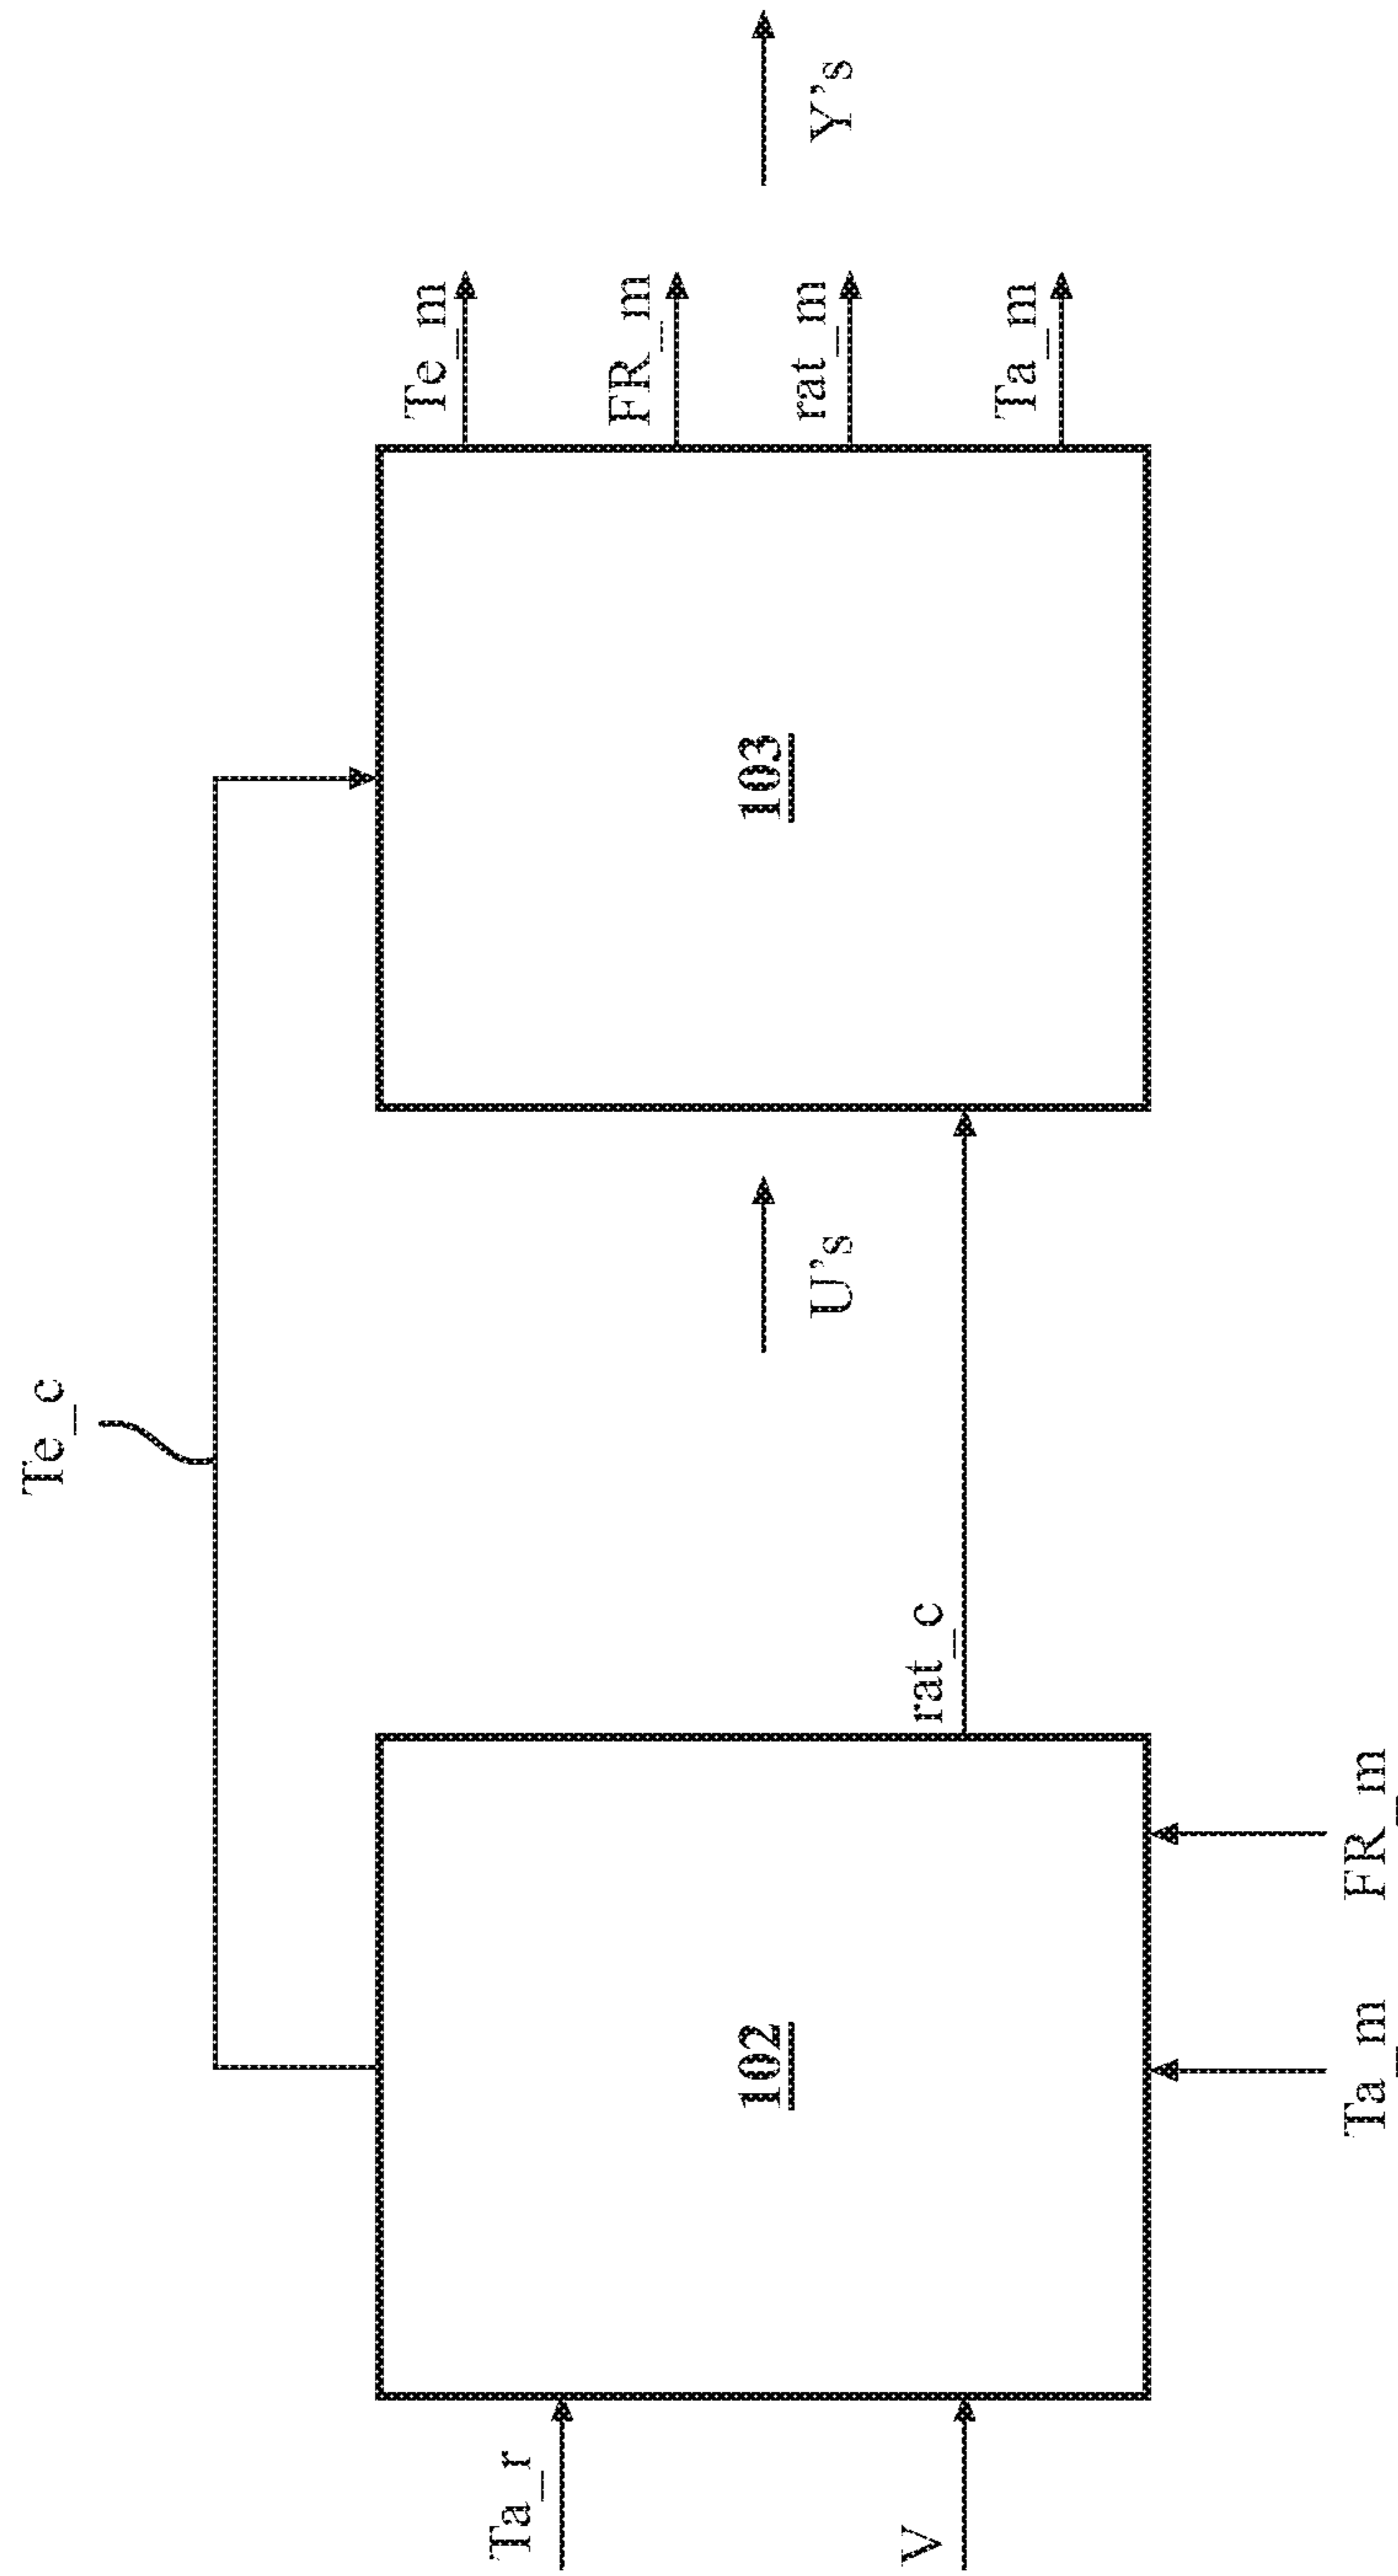 Te_c
Ta_r
V
102
rat_c
Ta_m
FR_m
U's
103
Te_m
FR_m
rat_m
Ta_m
Y's